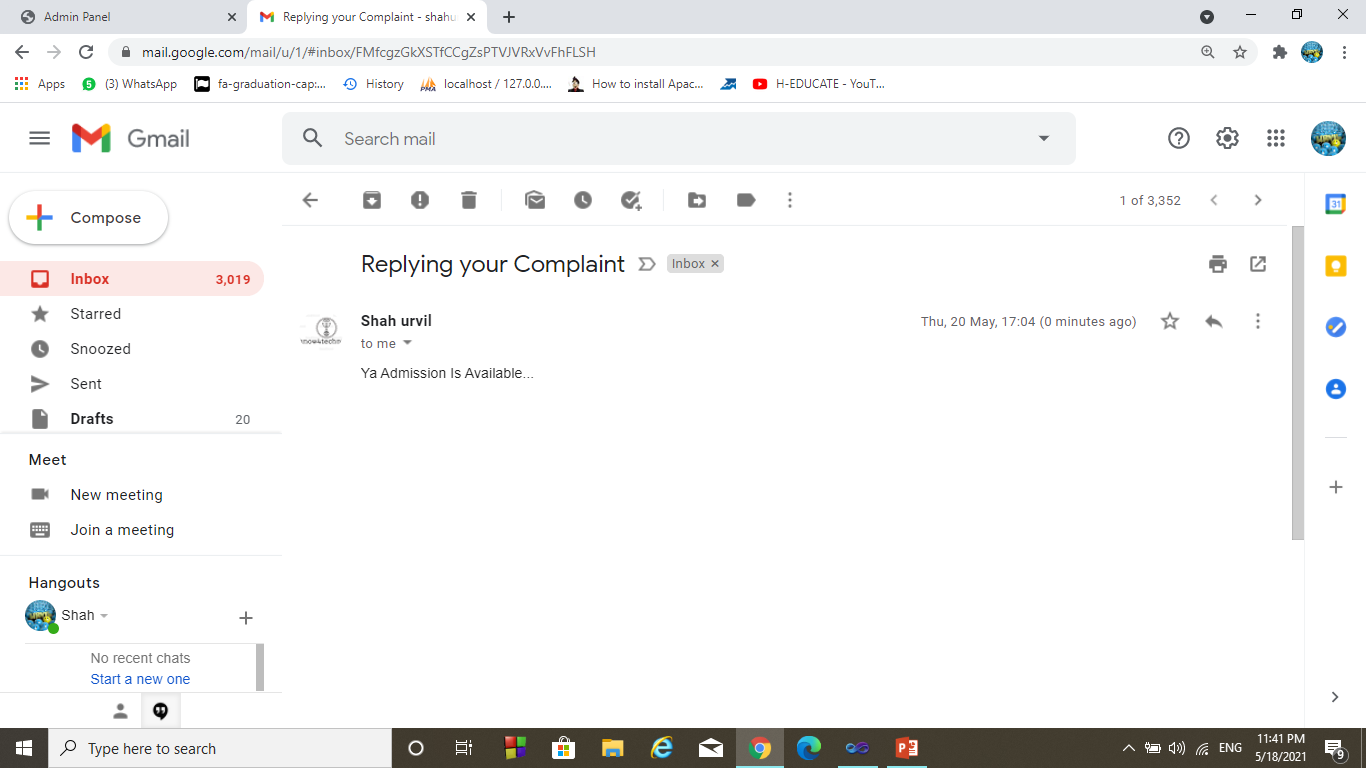 Admin Panel
Replying your Complaint - shahu
mail.google.com/mail/u/1/#inbox/FMfcgzGkXSTfCCgZsPTVJVRxVvFhFLSH
Apps
5 (3) WhatsApp
fa-graduation-cap:...
PMA
History
localhost / 127.0.0....
How to install Apac...
H-EDUCATE - YouT...
Gmail
Search mail
Compose
1 of 3,352
31
Inbox 3,019
Replying your Complaint
Inbox ×
Starred
Snoozed
Sent
Drafts 20
Shah urvil
Thu, 20 May, 17:04 (0 minutes ago)
to me
Ya Admission Is Available...
Meet
New meeting
Join a meeting
Hangouts
Shah
No recent chats
Start a new one
Type here to search
ENG
11:41 PM
5/18/2021
9